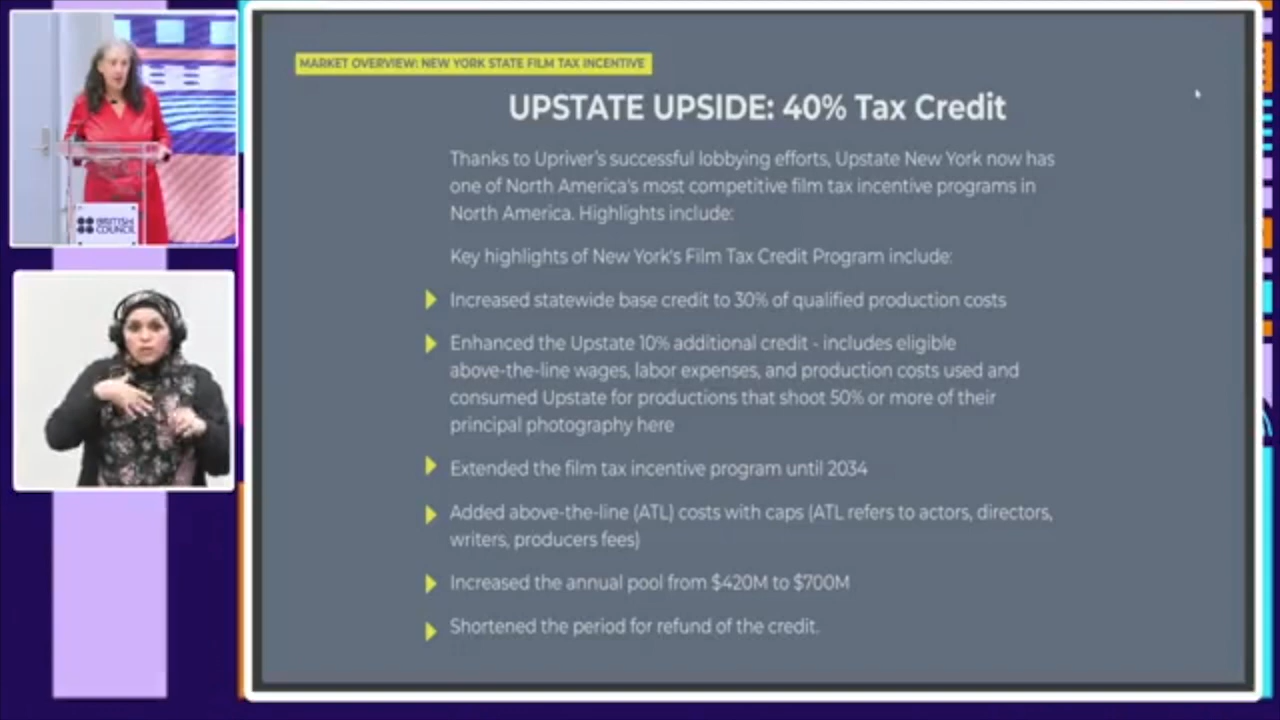 MARKET OVERVIEW: NEW YORK STATE FILM TAX INCENTIVE
UPSTATE UPSIDE: 40% Tax Credit
Thanks to Upriver's successful lobbying efforts, Upstate New York now has
one of North America's most competitive film tax incentive programs in
North America. Highlights include:
Key highlights of New York's Film Tax Credit Program include:
Increased statewide base credit to 30% of qualified production costs
Enhanced the Upstate 10% additional credit - includes eligible
above-the-line wages, labor expenses, and production costs used and
consumed Upstate for productions that shoot 50% or more of their
principal photography here
Extended the film tax incentive program until 2034
Added above-the-line (ATL) costs with caps (ATL refers to actors, directors,
writers, producers fees)
Increased the annual pool from $420M to $700M
Shortened the period for refund of the credit.
BRITISH
COUNCIL